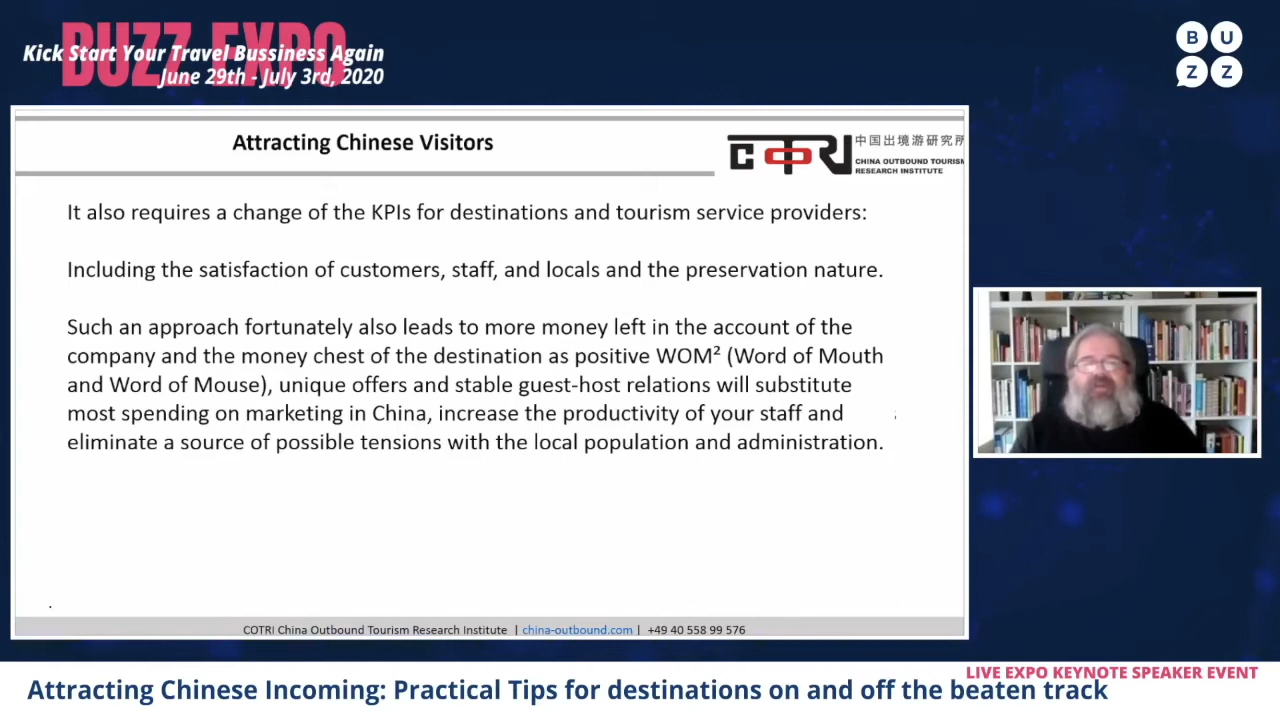 BUZZ EXPO
Kick Start Your Travel Bussiness Again
June 29th - July 3rd, 2020
B U
Z Z
Attracting Chinese Visitors
COTRI
中国出境游研究所
CHINA OUTBOUND TOURISM
RESEARCH INSTITUTE
It also requires a change of the KPIs for destinations and tourism service providers:
Including the satisfaction of customers, staff, and locals and the preservation nature.
Such an approach fortunately also leads to more money left in the account of the
company and the money chest of the destination as positive WOM² (Word of Mouth
and Word of Mouse), unique offers and stable guest-host relations will substitute
most spending on marketing in China, increase the productivity of your staff and
eliminate a source of possible tensions with the local population and administration.
.
COTRI China Outbound Tourism Research Institute | china-outbound.com | +49 40 558 99 576
LIVE EXPO KEYNOTE SPEAKER EVENT
Attracting Chinese Incoming: Practical Tips for destinations on and off the beaten track